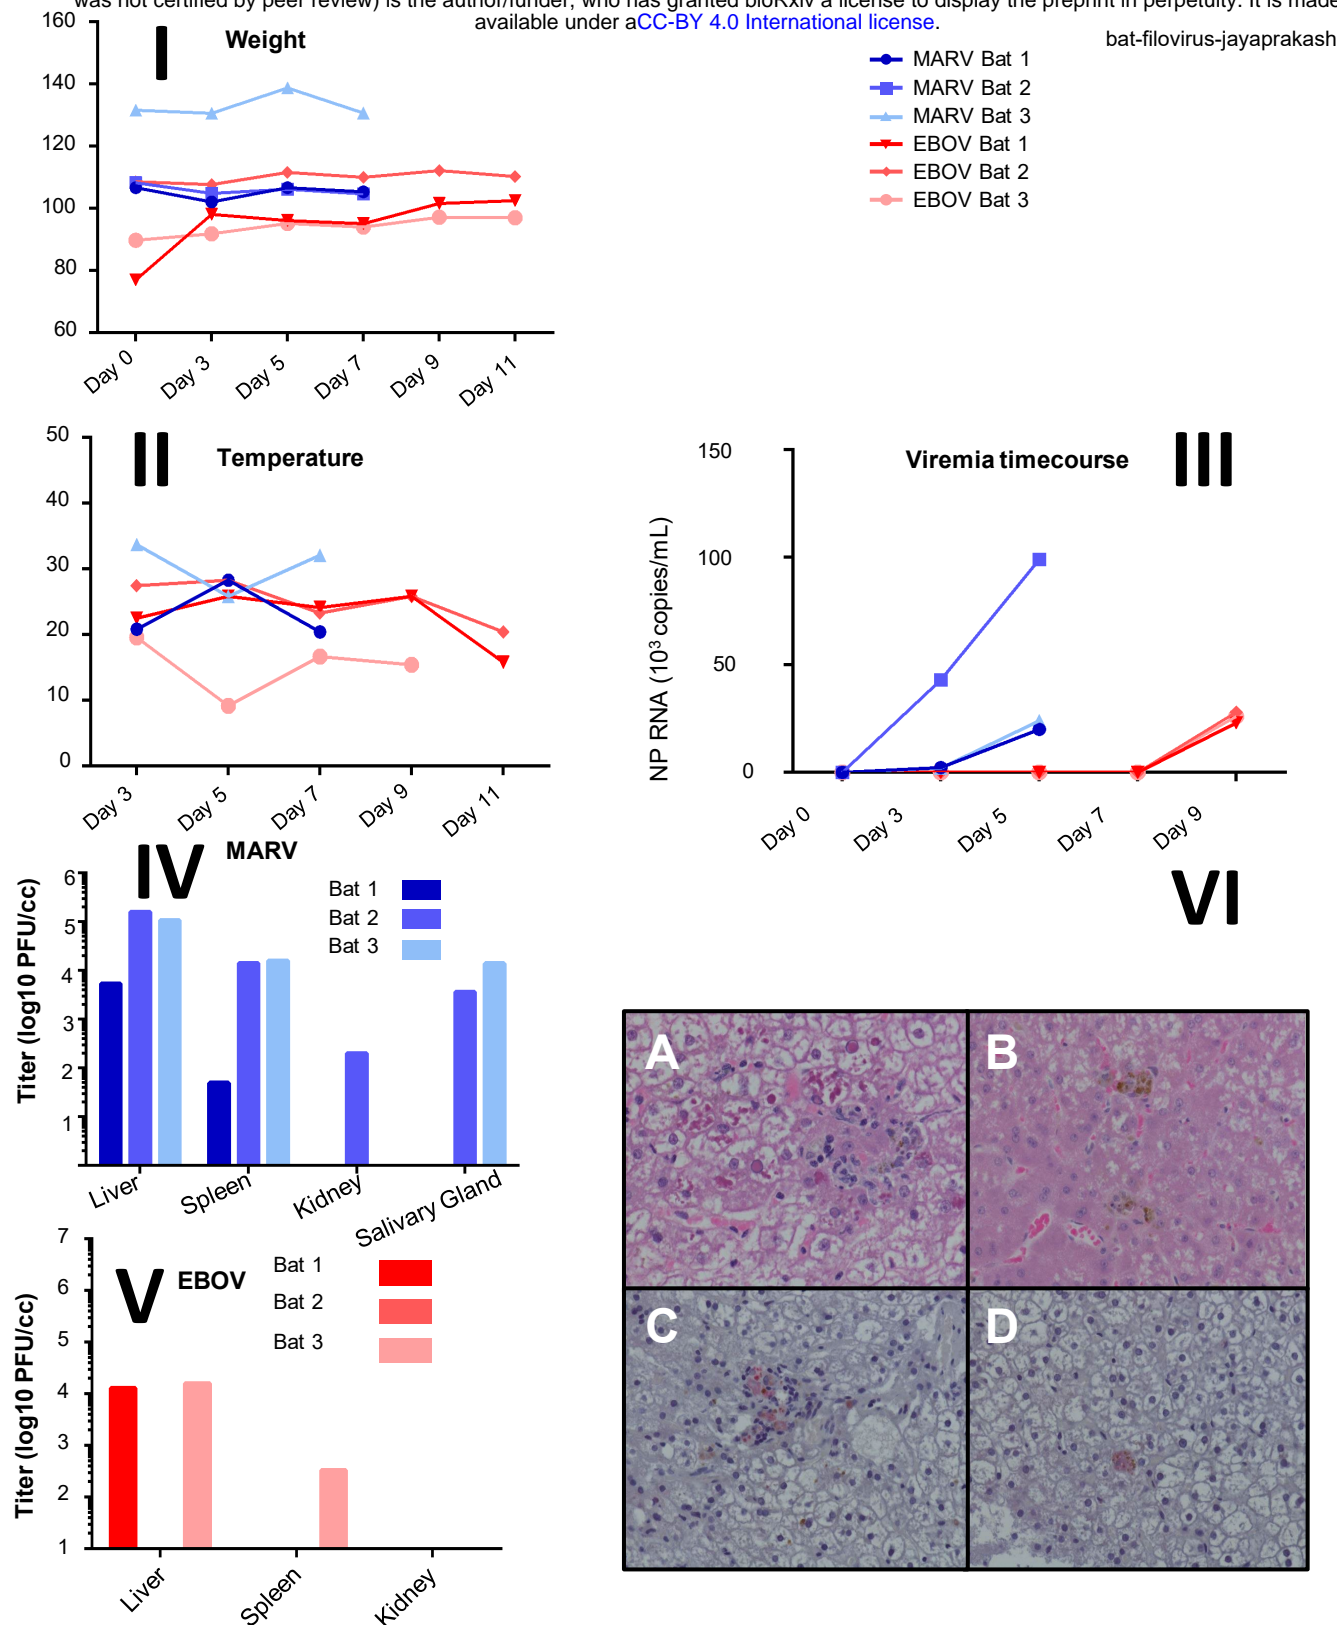 was not certified by peer review) is the author/funder, who has granted bioRxiv a license to display the preprint in perpetuity. It is made
available under aCC-BY 4.0 International license.
bat-filovirus-jayaprakash
I
Weight
160
140
120
100
80
60
Day 0
Day 3
Day 5
Day 7
Day 9
Day 11
MARV Bat 1
MARV Bat 2
MARV Bat 3
EBOV Bat 1
EBOV Bat 2
EBOV Bat 3
II
Temperature
50
40
30
20
10
0
Day 3
Day 5
Day 7
Day 9
Day 11
III
Viremia timecourse
NP RNA (10³ copies/mL)
150
100
50
0
Day 0
Day 3
Day 5
Day 7
Day 9
IV
MARV
Titer (log10 PFU/cc)
6
5
4
3
2
1
Bat 1
Bat 2
Bat 3
Liver
Spleen
Kidney
Salivary Gland
V
EBOV
Titer (log10 PFU/cc)
7
6
5
4
3
2
1
Bat 1
Bat 2
Bat 3
Liver
Spleen
Kidney
VI
A
B
C
D